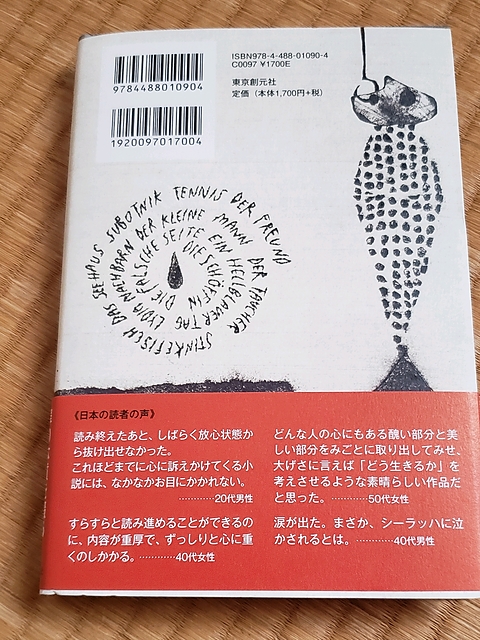 ISBN978-4-488-01090-4
C0097 ¥1700E
東京創元社
定価(本体1,700円+税)
9784488010904
1920097017004
DIE SCHÖFFIN DIE FALSCHE SEITE EIN HELLBLAUER TAG LYDIA NACHBARN DER KLEINE MANN DER TAUCHER STINKEFISCH DAS SEEHAUS SUBOTNIK TENNIS DER FREUND
《日本の読者の声》
読み終えたあと、しばらく放心状態か
ら抜け出せなかった。
これほどまでに心に訴えかけてくる小
説には、なかなかお目にかかれない。
…………20代男性
すらすらと読み進めることができるの
に、内容が重厚で、ずっしりと心に重
くのしかかる。…………40代女性
どんな人の心にもある醜い部分と美
しい部分をみごとに取り出してみせ、
大げさに言えば「どう生きるか」を
考えさせるような素晴らしい作品だ
と思った。…………50代女性
涙が出た。まさか、シーラッハに泣
かされるとは。…………40代男性